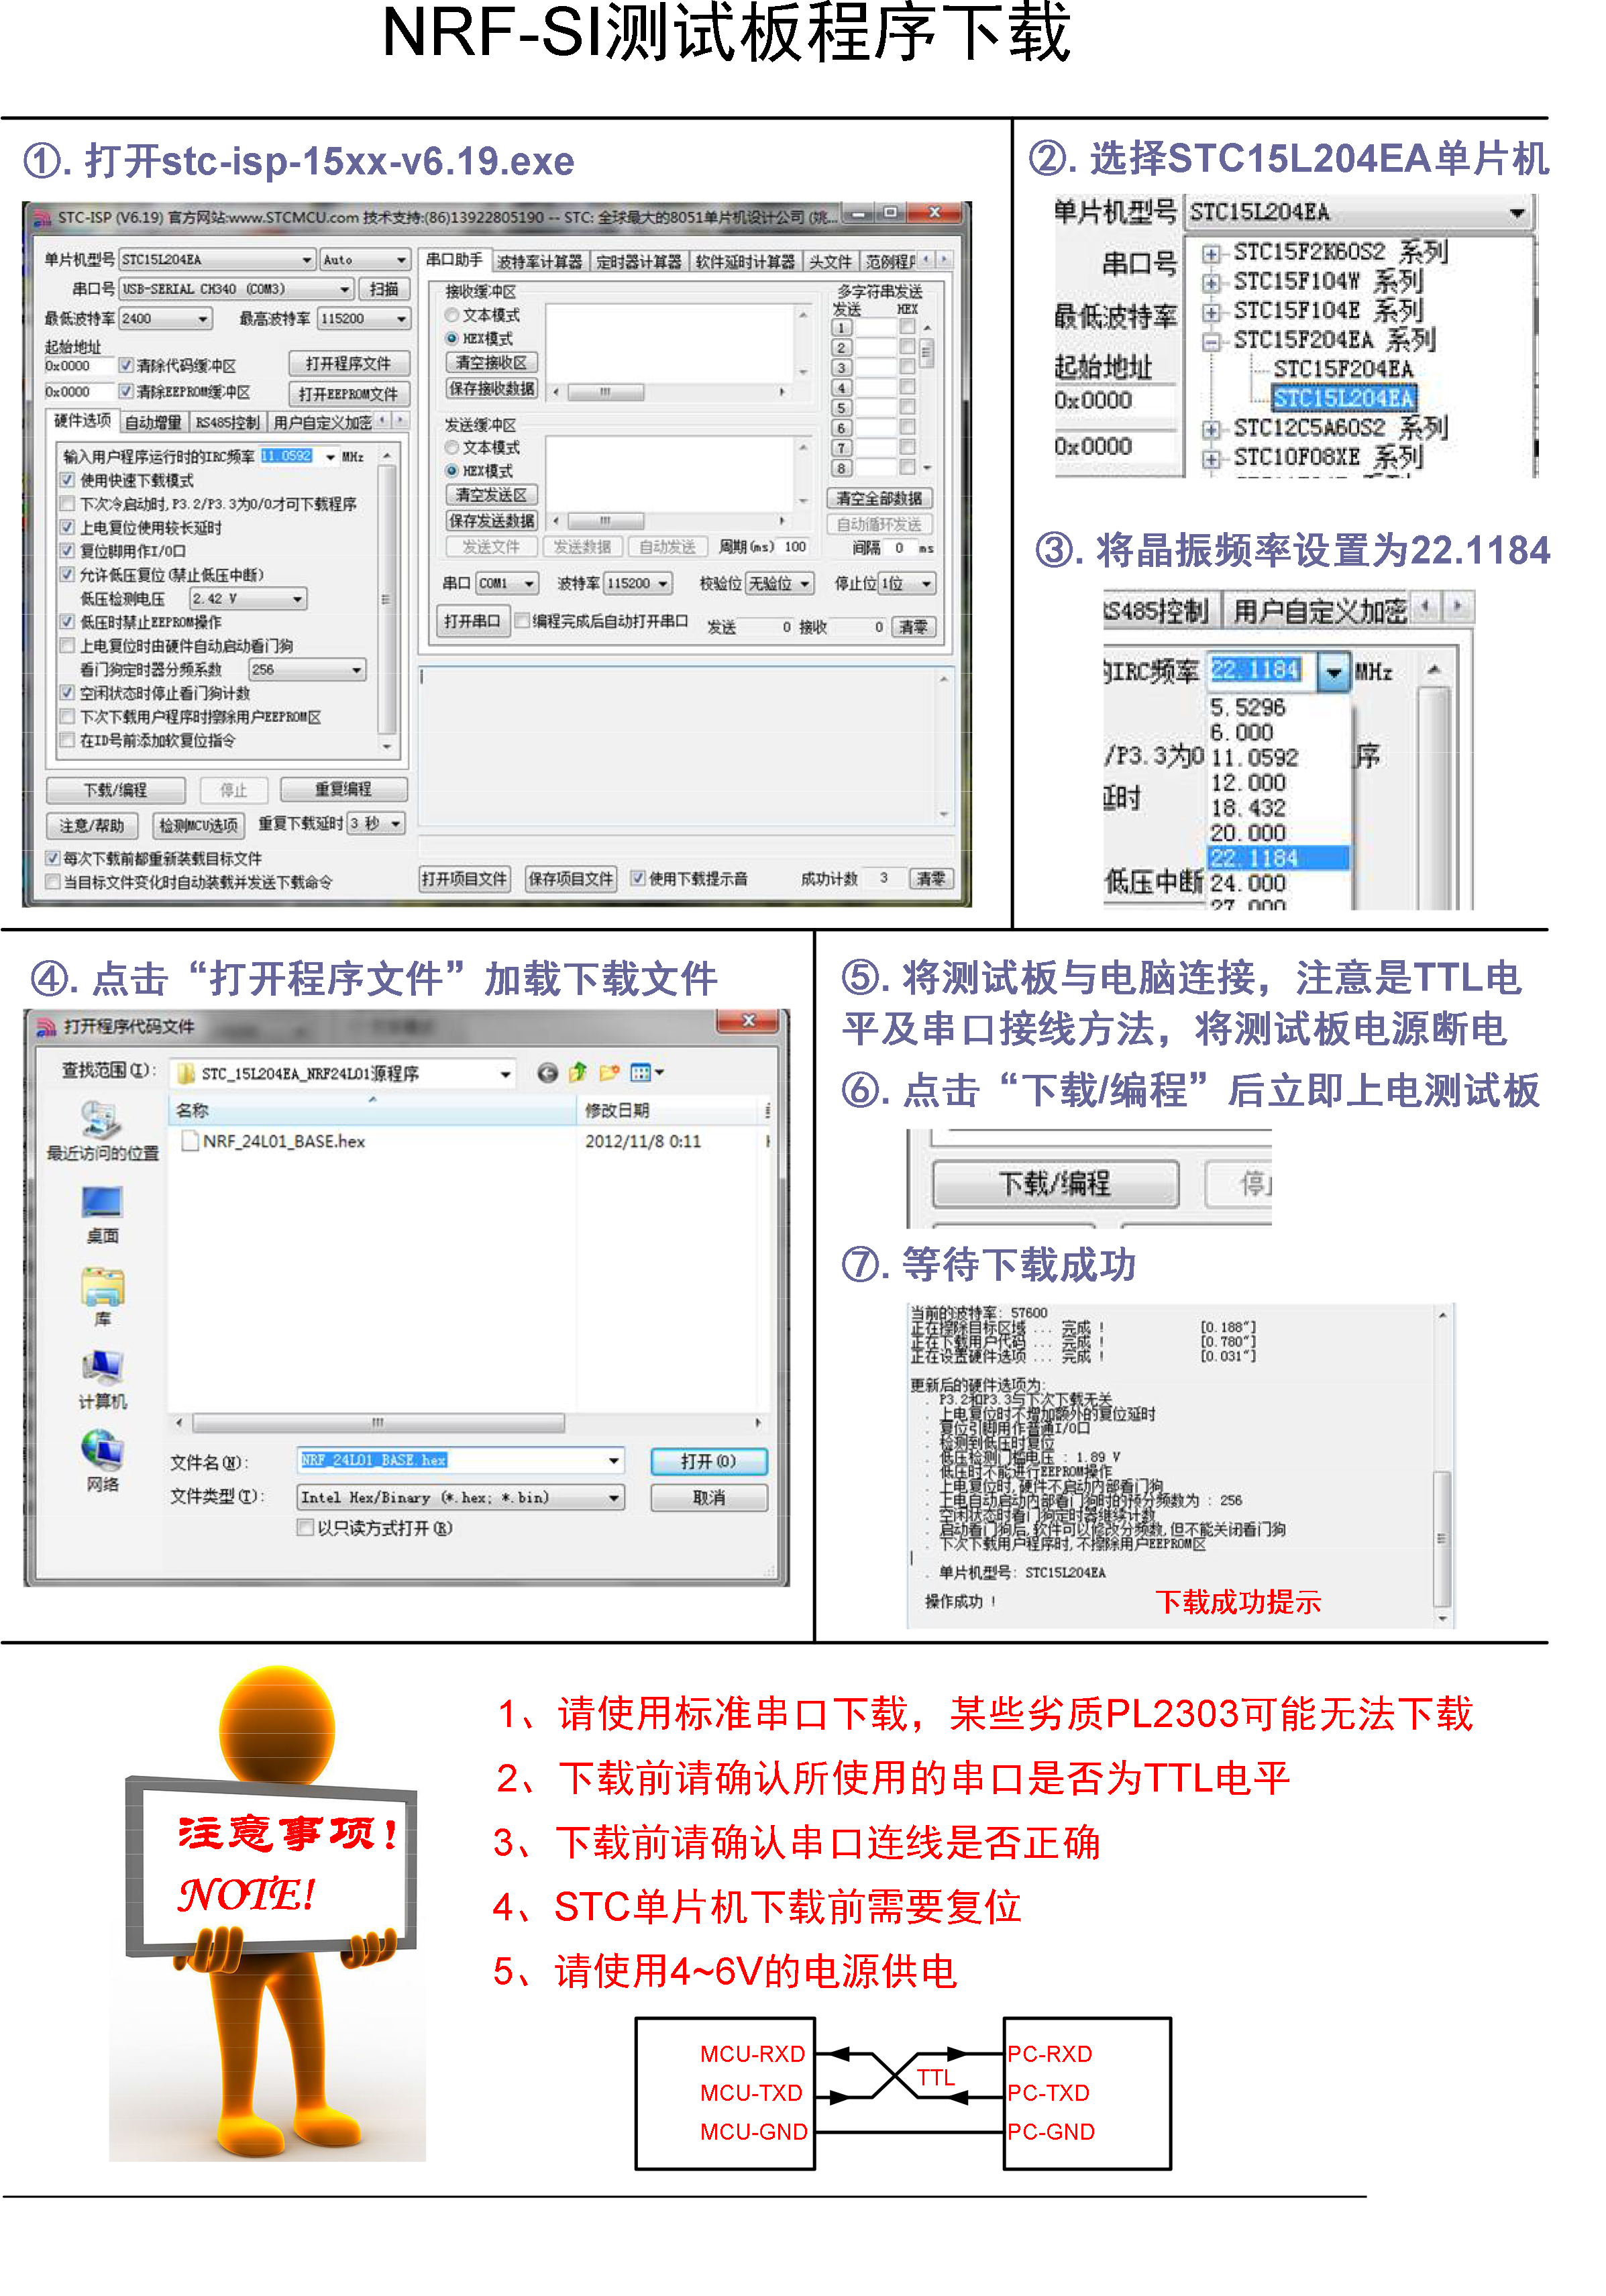 NRF-SI测试板程序下载
①. 打开stc-isp-15xx-v6.19.exe
STC-ISP (V6.19) 官方网站:www.STCMCU.com 技术支持:(86)13922805190 -- STC: 全球最大的8051单片机设计公司 (姚...
单片机型号 STC15L204EA Auto
串口号 USB-SERIAL CH340 (COM3) 扫描
最低波特率 2400 最高波特率 115200
起始地址
0x0000 清除代码缓冲区 打开程序文件
0x0000 清除EEPROM缓冲区 打开EEPROM文件
硬件选项 自动增量 RS485控制 用户自定义加密
输入用户程序运行时的IRC频率 11.0592 MHz
使用快速下载模式
下次冷启动时,P3.2/P3.3为0/0才可下载程序
上电复位使用较长延时
复位脚用作I/O口
允许低压复位(禁止低压中断)
低压检测电压 2.42 V
低压时禁止EEPROM操作
上电复位时由硬件自动启动看门狗
看门狗定时器分频系数 256
空闲状态时停止看门狗计数
下次下载用户程序时擦除用户EEPROM区
在ID号前添加软复位指令
下载/编程 停止 重复编程
注意/帮助 检测MCU选项 重复下载延时 3 秒
每次下载前都重新装载目标文件
当目标文件变化时自动装载并发送下载命令
串口助手 波特率计算器 定时器计算器 软件延时计算器 头文件 范例程序
接收缓冲区
文本模式
HEX模式
清空接收区
保存接收数据
发送缓冲区
文本模式
HEX模式
清空发送区
保存发送数据
发送文件 发送数据 自动发送 周期(ms) 100
多字符串发送
发送 HEX
1
2
3
4
5
6
7
8
清空全部数据
自动循环发送
间隔 0 ms
串口 COM1 波特率 115200 校验位 无验位 停止位 1位
打开串口 编程完成后自动打开串口 发送 0 接收 0 清零
打开项目文件 保存项目文件 使用下载提示音 成功计数 3 清零
②. 选择STC15L204EA单片机
单片机型号 STC15L204EA
串口号
最低波特率
起始地址
0x0000
0x0000
STC15F2K60S2 系列
STC15F104W 系列
STC15F104E 系列
STC15F204EA 系列
STC15F204EA
STC15L204EA
STC12C5A60S2 系列
STC10F08XE 系列
③. 将晶振频率设置为22.1184
RS485控制 用户自定义加密
的IRC频率 22.1184 MHz
5.5296
6.000
/P3.3为0 11.0592 序
延时 12.000
18.432
20.000
22.1184
低压中断 24.000
27.000
④. 点击“打开程序文件”加载下载文件
打开程序代码文件
查找范围(I): STC_15L204EA_NRF24L01源程序
名称 修改日期
NRF_24L01_BASE.hex 2012/11/8 0:11
最近访问的位置
桌面
库
计算机
网络
文件名(N): NRF_24L01_BASE.hex 打开(O)
文件类型(T): Intel Hex/Binary (*.hex; *.bin) 取消
以只读方式打开(R)
⑤. 将测试板与电脑连接，注意是TTL电
平及串口接线方法，将测试板电源断电
⑥. 点击“下载/编程”后立即上电测试板
下载/编程 停止
⑦. 等待下载成功
当前的波特率: 57600
正在擦除目标区域 ... 完成 ! [0.188"]
正在下载用户代码 ... 完成 ! [0.780"]
正在设置硬件选项 ... 完成 ! [0.031"]
更新后的硬件选项为:
. P3.2和P3.3与下次下载无关
. 上电复位时不增加额外的复位延时
. 复位引脚用作普通I/O口
. 检测到低压时复位
. 低压检测门槛电压 : 1.89 V
. 低压时不能进行EEPROM操作
. 上电复位时,硬件不启动内部看门狗
. 上电自动启动内部看门狗时的预分频数为 : 256
. 空闲状态时看门狗定时器继续计数
. 启动看门狗后,软件可以修改分频数,但不能关闭看门狗
. 下次下载用户程序时,不擦除用户EEPROM区
. 单片机型号: STC15L204EA
操作成功 !
下载成功提示
注意事项!
NOTE!
1、请使用标准串口下载，某些劣质PL2303可能无法下载
2、下载前请确认所使用的串口是否为TTL电平
3、下载前请确认串口连线是否正确
4、STC单片机下载前需要复位
5、请使用4~6V的电源供电
MCU-RXD PC-RXD
TTL
MCU-TXD PC-TXD
MCU-GND PC-GND